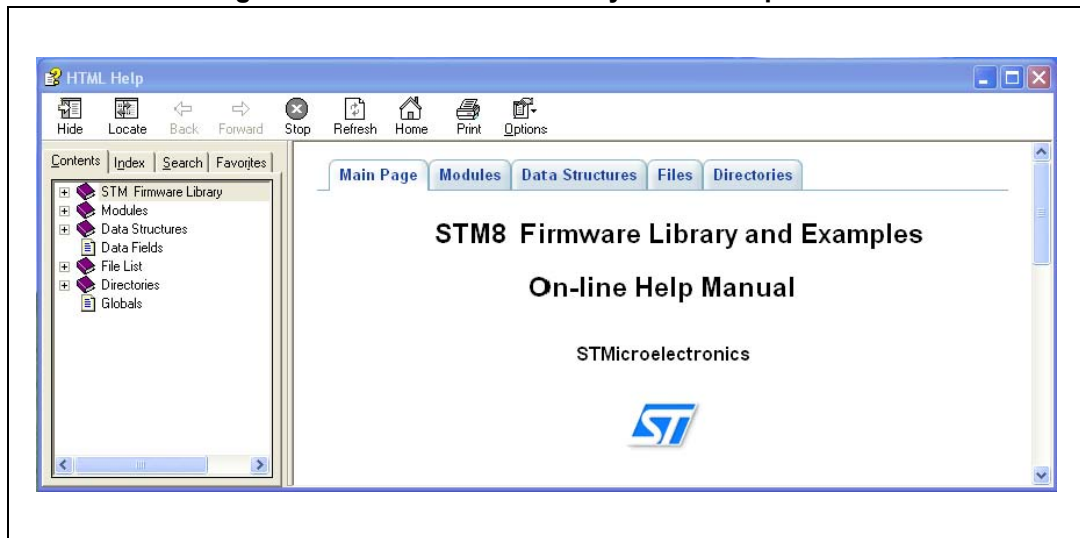 HTML Help
Hide Locate Back Forward Stop Refresh Home Print Options
Contents Index Search Favorites
STM Firmware Library
Modules
Data Structures
Data Fields
File List
Directories
Globals
Main Page Modules Data Structures Files Directories
STM8 Firmware Library and Examples
On-line Help Manual
STMicroelectronics
ST